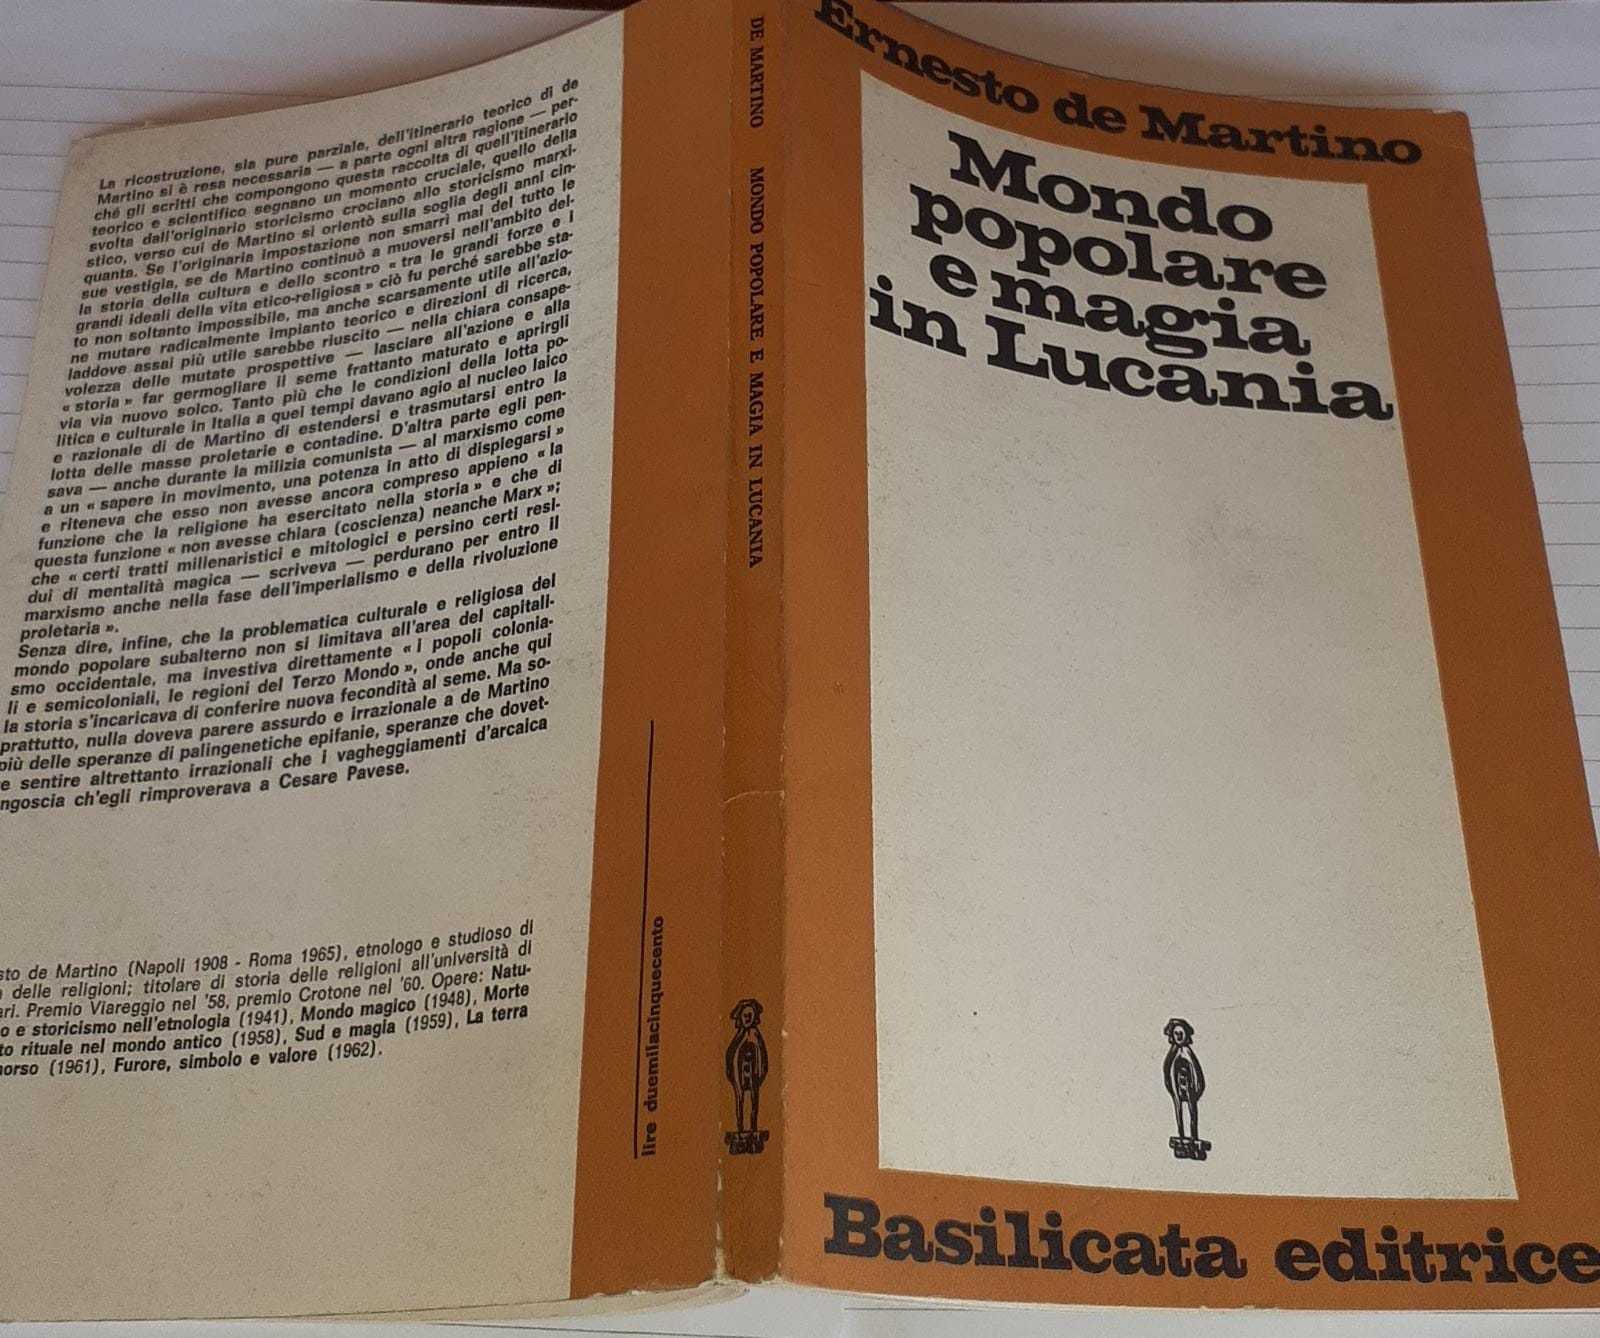 La ricostruzione, sia pure parziale, dell'itinerario teorico di de
Martino si è resa necessaria — a parte ogni altra ragione — per-
ché gli scritti che compongono questa raccolta di quell'itinerario
teorico e scientifico segnano un momento cruciale, quello della
svolta dall'originario storicismo crociano allo storicismo marxi-
stico, verso cui de Martino si orientò sulla soglia degli anni cin-
quanta. Se l'originaria impostazione non smarrì mai del tutto le
sue vestigia, se de Martino continuò a muoversi nell'ambito del-
la storia della cultura e dello scontro « tra le grandi forze e i
grandi ideali della vita etico-religiosa » ciò fu perché sarebbe sta-
to non soltanto impossibile, ma anche scarsamente utile all'azio-
ne mutare radicalmente impianto teorico e direzioni di ricerca,
laddove assai più utile sarebbe riuscito — nella chiara consape-
volezza delle mutate prospettive — lasciare all'azione e alla
« storia » far germogliare il seme frattanto maturato e aprirgli
via via nuovo solco. Tanto più che le condizioni della lotta po-
litica e culturale in Italia a quei tempi davano agio al nucleo laico
e razionale di de Martino di estendersi e trasmutarsi entro la
lotta delle masse proletarie e contadine. D'altra parte egli pen-
sava — anche durante la milizia comunista — al marxismo come
a un « sapere in movimento, una potenza in atto di dispiegarsi »
e riteneva che esso non avesse ancora compreso appieno « la
funzione che la religione ha esercitato nella storia » e che di
questa funzione « non avesse chiara (coscienza) neanche Marx »;
che « certi tratti millenaristici e mitologici e persino certi resi-
dui di mentalità magica — scriveva — perdurano per entro il
marxismo anche nella fase dell'imperialismo e della rivoluzione
proletaria ».
Senza dire, infine, che la problematica culturale e religiosa del
mondo popolare subalterno non si limitava all'area del capitali-
smo occidentale, ma investiva direttamente « i popoli colonia-
li e semicoloniali, le regioni del Terzo Mondo », onde anche qui
la storia s'incaricava di conferire nuova fecondità al seme. Ma so-
prattutto, nulla doveva parere assurdo e irrazionale a de Martino
più delle speranze di palingenetiche epifanie, speranze che dovet-
e sentire altrettanto irrazionali che i vagheggiamenti d'arcaica
ngoscia ch'egli rimproverava a Cesare Pavese.
sto de Martino (Napoli 1908 - Roma 1965), etnologo e studioso di
delle religioni; titolare di storia delle religioni all'università di
ari. Premio Viareggio nel '58, premio Crotone nel '60. Opere: Natu-
o e storicismo nell'etnologia (1941), Mondo magico (1948), Morte
to rituale nel mondo antico (1958), Sud e magia (1959), La terra
orso (1961), Furore, simbolo e valore (1962).
lire duemilacinquecento
DE MARTINO MONDO POPOLARE E MAGIA IN LUCANIA
Ernesto de Martino
Mondo
popolare
e magia
in Lucania
Basilicata editrice